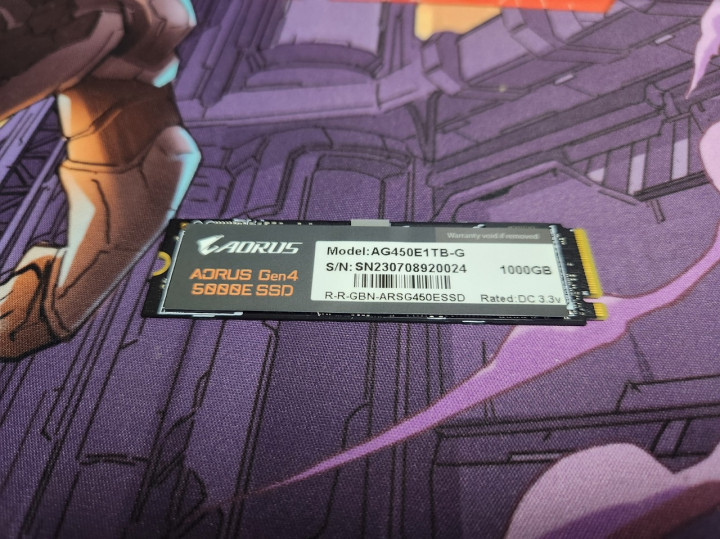 AORUS
AORUS Gen4
5000E SSD
Warranty void if removed
Model:AG450E1TB-G
S/N: SN230708920024
1000GB
R-R-GBN-ARSG450ESSD
Rated:DC 3.3v